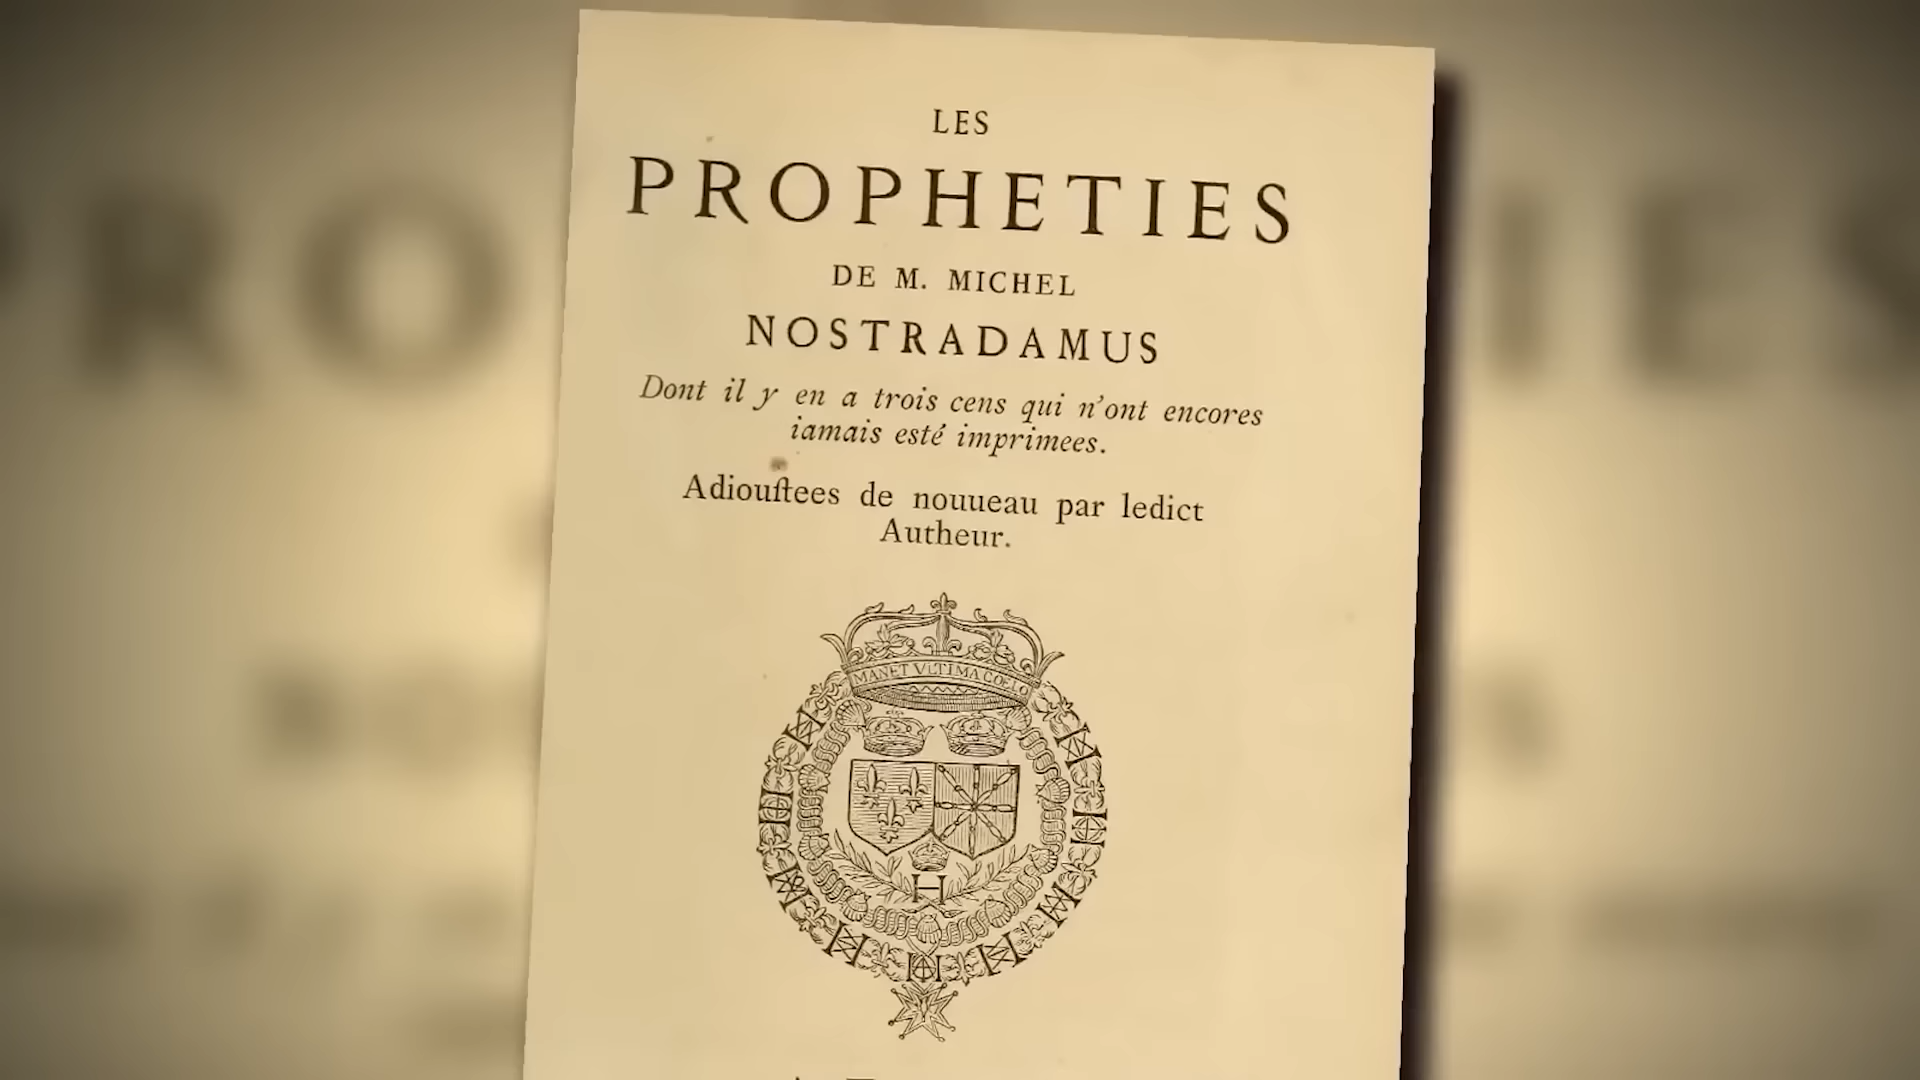 LES
PROPHETIES
DE M. MICHEL
NOSTRADAMUS
Dont il y en a trois cens qui n'ont encores
iamais esté imprimees.
Adiouſtees de nouueau par ledict
Autheur.
MANET VLTIMA COELO
H